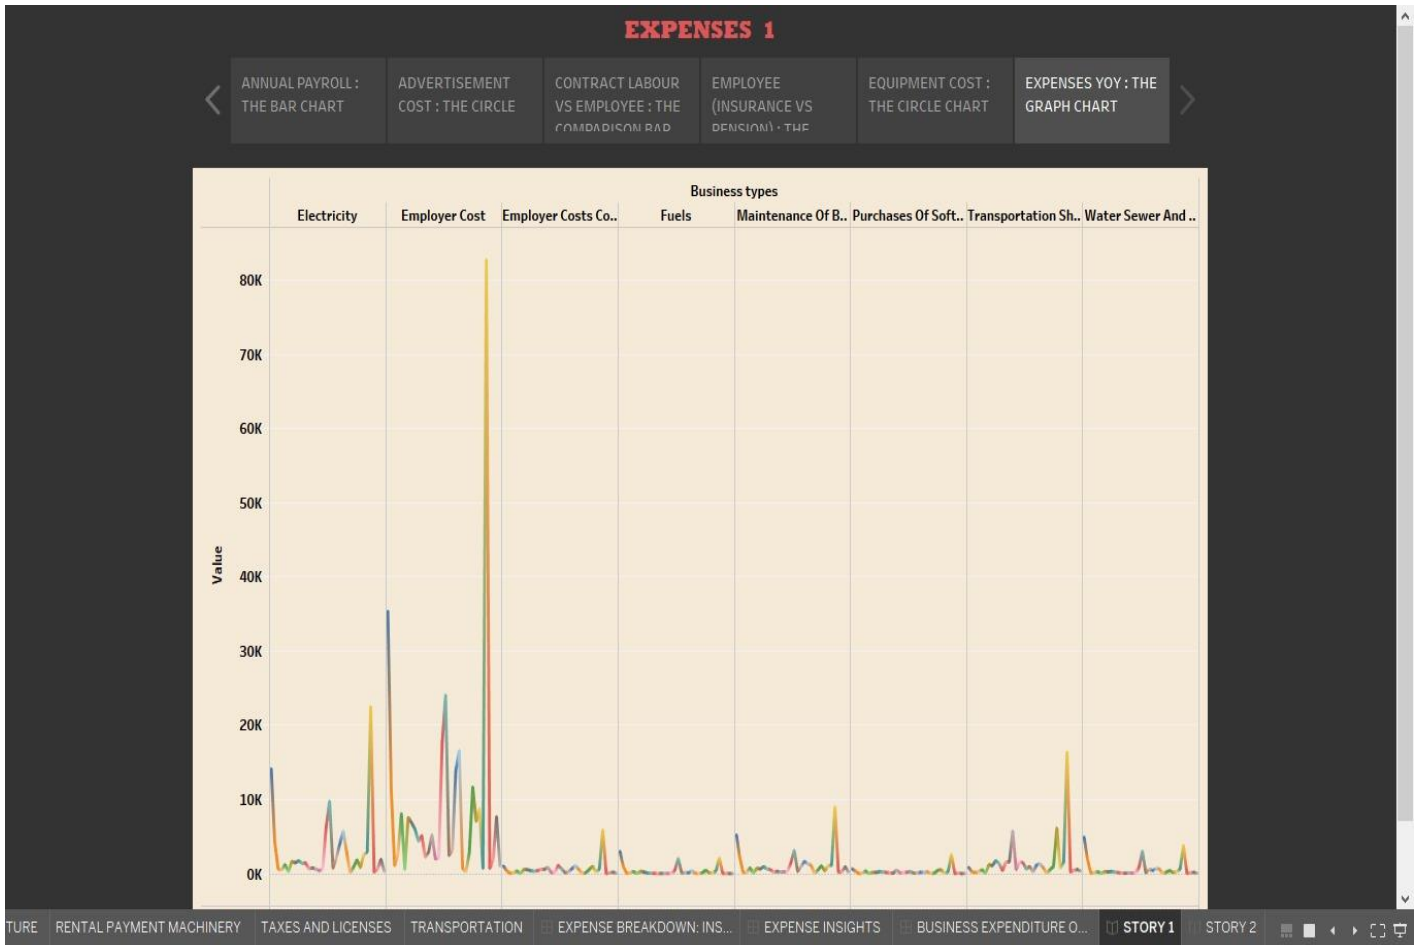 EXPENSES 1
ANNUAL PAYROLL :
THE BAR CHART
ADVERTISEMENT
COST : THE CIRCLE
CONTRACT LABOUR
VS EMPLOYEE : THE
COMPARISON BAR
EMPLOYEE
(INSURANCE VS
PENSION) : THE
EQUIPMENT COST :
THE CIRCLE CHART
EXPENSES YOY : THE
GRAPH CHART
Business types
Electricity
Employer Cost
Employer Costs Co..
Fuels
Maintenance Of B..
Purchases Of Soft..
Transportation Sh..
Water Sewer And ..
80K
70K
60K
50K
40K
30K
20K
10K
0K
Value
TURE
RENTAL PAYMENT MACHINERY
TAXES AND LICENSES
TRANSPORTATION
EXPENSE BREAKDOWN: INS...
EXPENSE INSIGHTS
BUSINESS EXPENDITURE O...
STORY 1
STORY 2